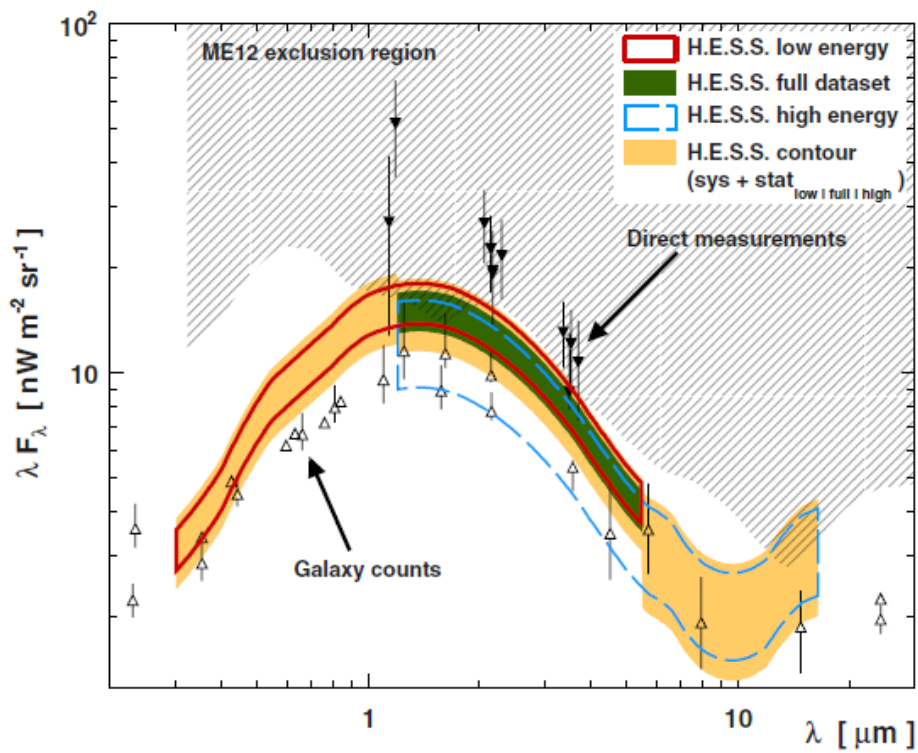 10²
ME12 exclusion region
H.E.S.S. low energy
H.E.S.S. full dataset
H.E.S.S. high energy
H.E.S.S. contour
(sys + stat low | full | high )
Direct measurements
λ Fλ [ nW m⁻² sr⁻¹ ]
10
Galaxy counts
1
10
λ [ μm ]